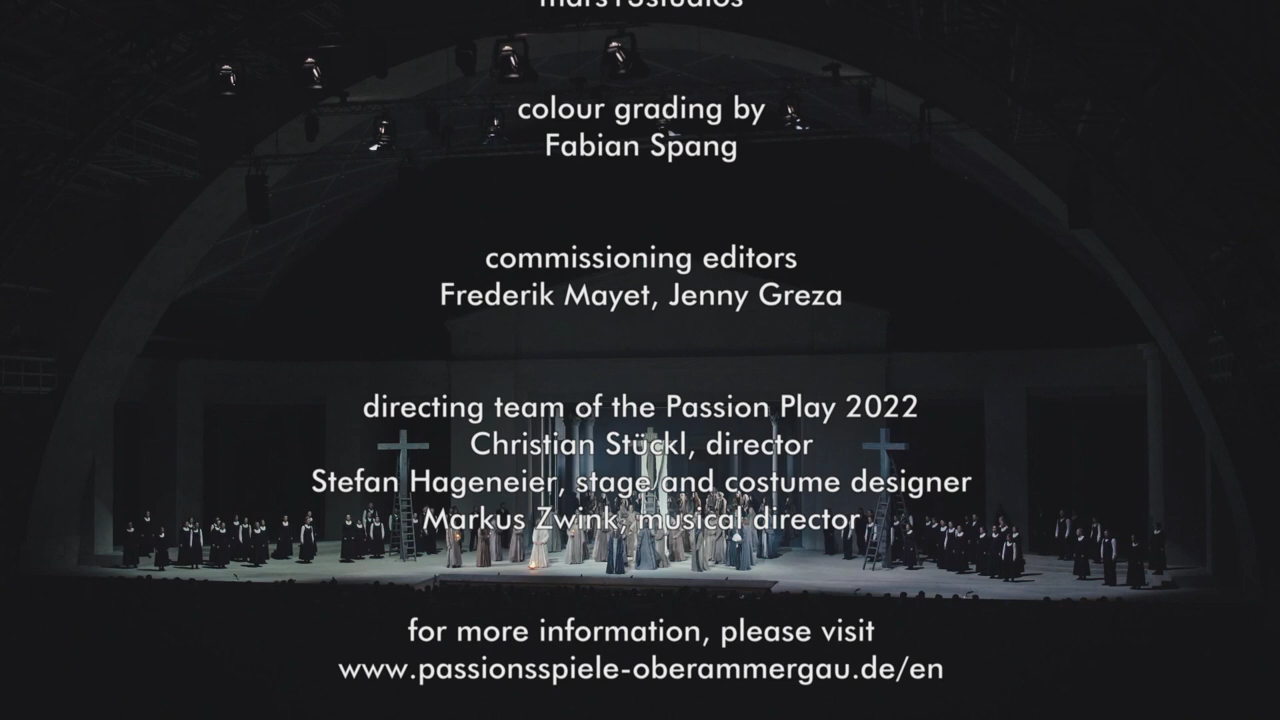 mars13studios
colour grading by
Fabian Spang
commissioning editors
Frederik Mayet, Jenny Greza
directing team of the Passion Play 2022
Christian Stückl, director
Stefan Hageneier, stage and costume designer
Markus Zwink, musical director
for more information, please visit
www.passionsspiele-oberammergau.de/en